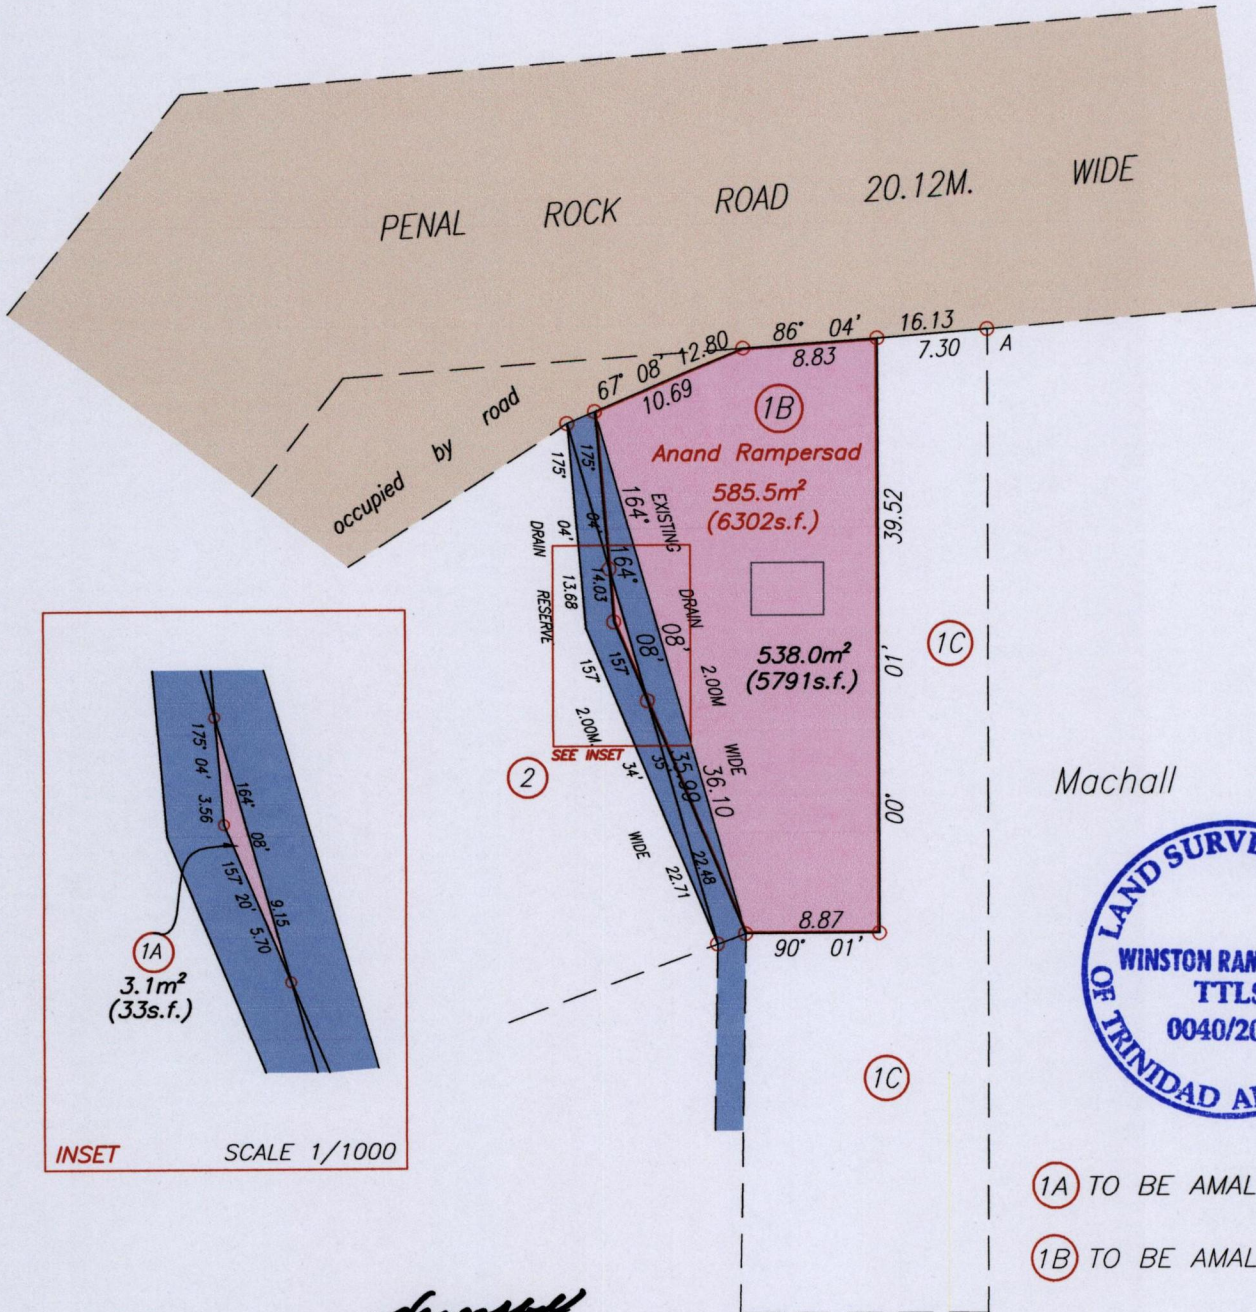 PENAL ROCK ROAD 20.12M. WIDE
occupied by road
67° 08' 12.80
10.69
86° 04' 16.13
8.83
7.30
A
1B
Anand Rampersad
585.5m²
(6302s.f.)
538.0m²
(5791s.f.)
39.52
01'
00'
1C
175° 04' 13.68
DRAIN RESERVE
157° 34' 22.71
2.00M. WIDE
175° 04' 14.03
157° 35' 22.48
164° 08' 35.99
164° 08' 36.10
EXISTING DRAIN 2.00M WIDE
SEE INSET
2
8.87
90° 01'
1C
175° 04' 3.56
164° 08' 9.15
157° 20' 5.70
1A
3.1m²
(33s.f.)
INSET SCALE 1/1000
Machall
LAND SURVE
WINSTON RAM
TTLS
0040/20
OF TRINIDAD A
1A TO BE AMAL
1B TO BE AMAL